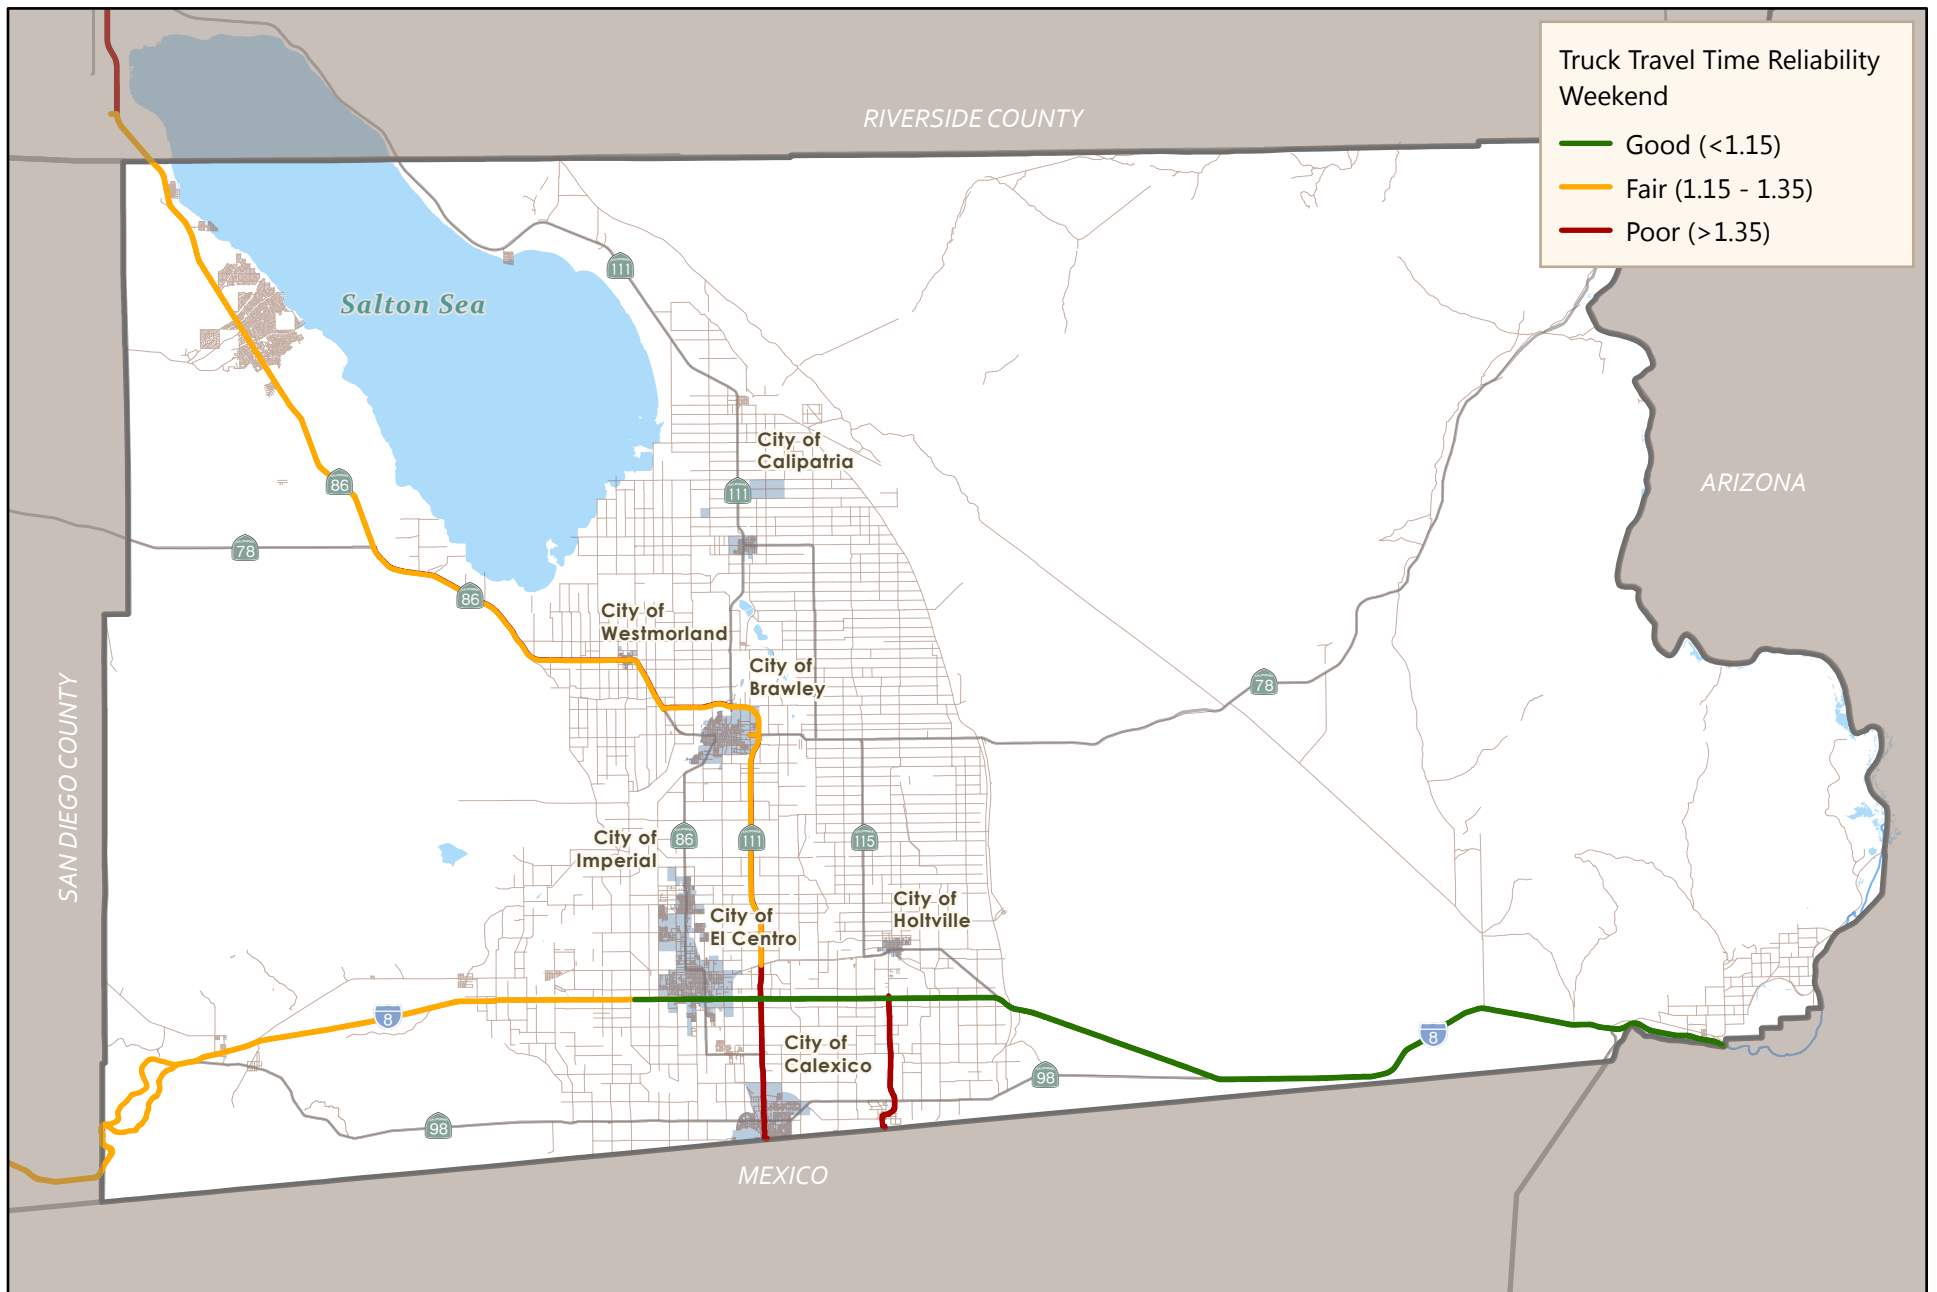 Truck Travel Time Reliability
Weekend
Good (<1.15)
Fair (1.15 - 1.35)
Poor (>1.35)
RIVERSIDE COUNTY
111
Salton Sea
City of
Calipatria
86
111
ARIZONA
78
86
City of
Westmorland
City of
Brawley
78
SAN DIEGO COUNTY
City of
Imperial
86
111
115
City of
El Centro
City of
Holtville
8
8
City of
Calexico
98
98
MEXICO